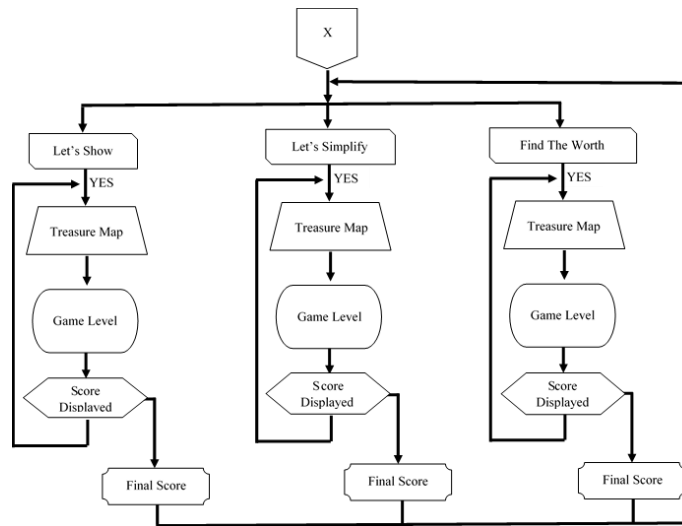 X
Let's Show
Let's Simplify
Find The Worth
YES
YES
YES
Treasure Map
Treasure Map
Treasure Map
Game Level
Game Level
Game Level
Score
Displayed
Score
Displayed
Score
Displayed
Final Score
Final Score
Final Score